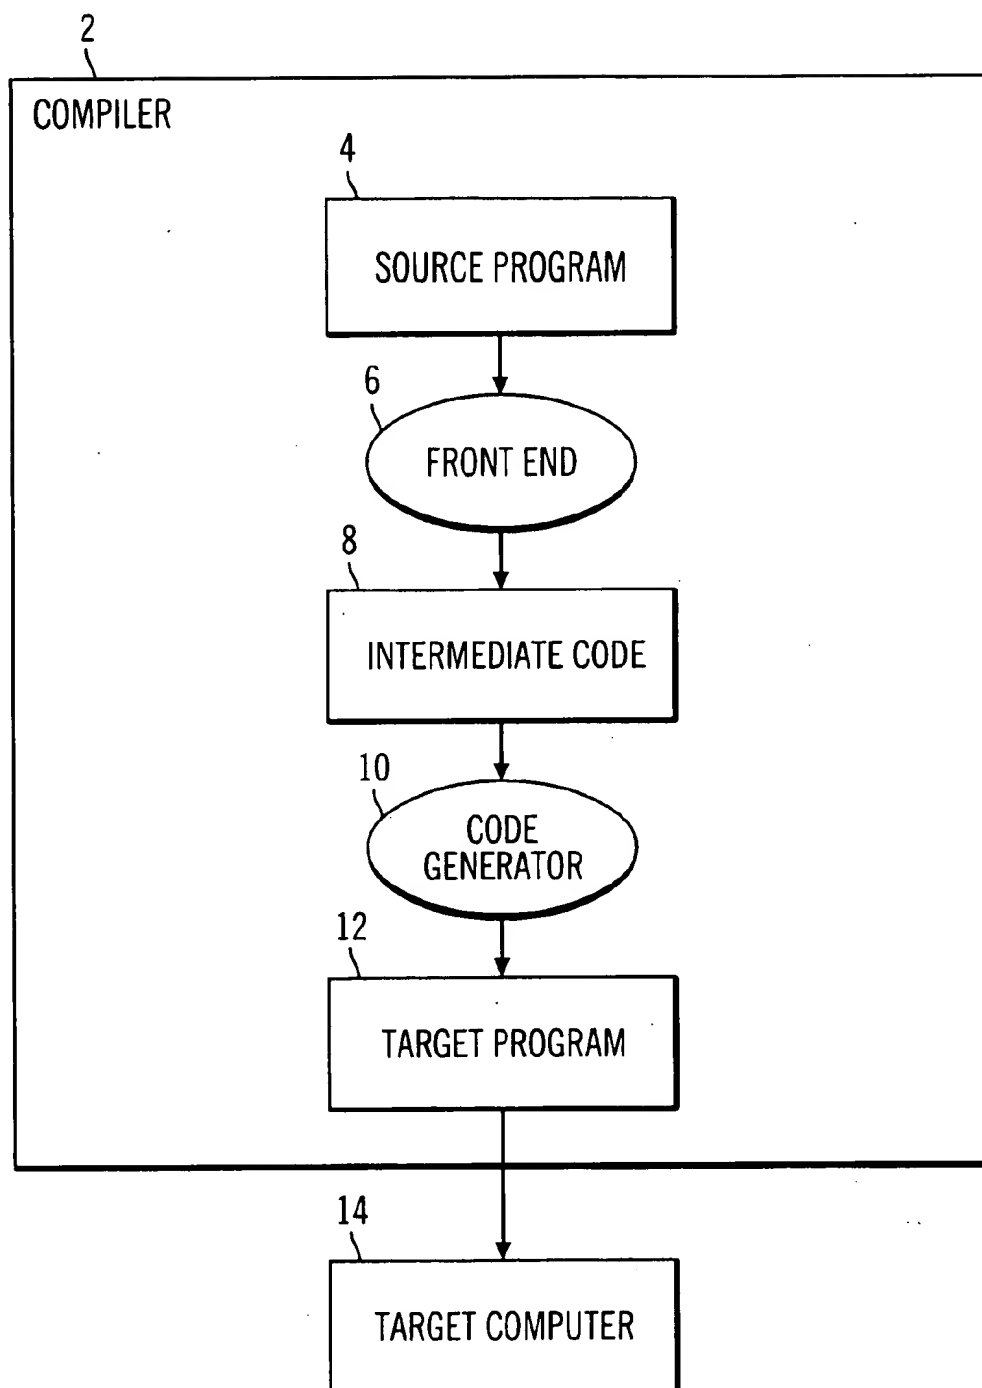 2
COMPILER
4
SOURCE PROGRAM
6
FRONT END
8
INTERMEDIATE CODE
10
CODE
GENERATOR
12
TARGET PROGRAM
14
TARGET COMPUTER